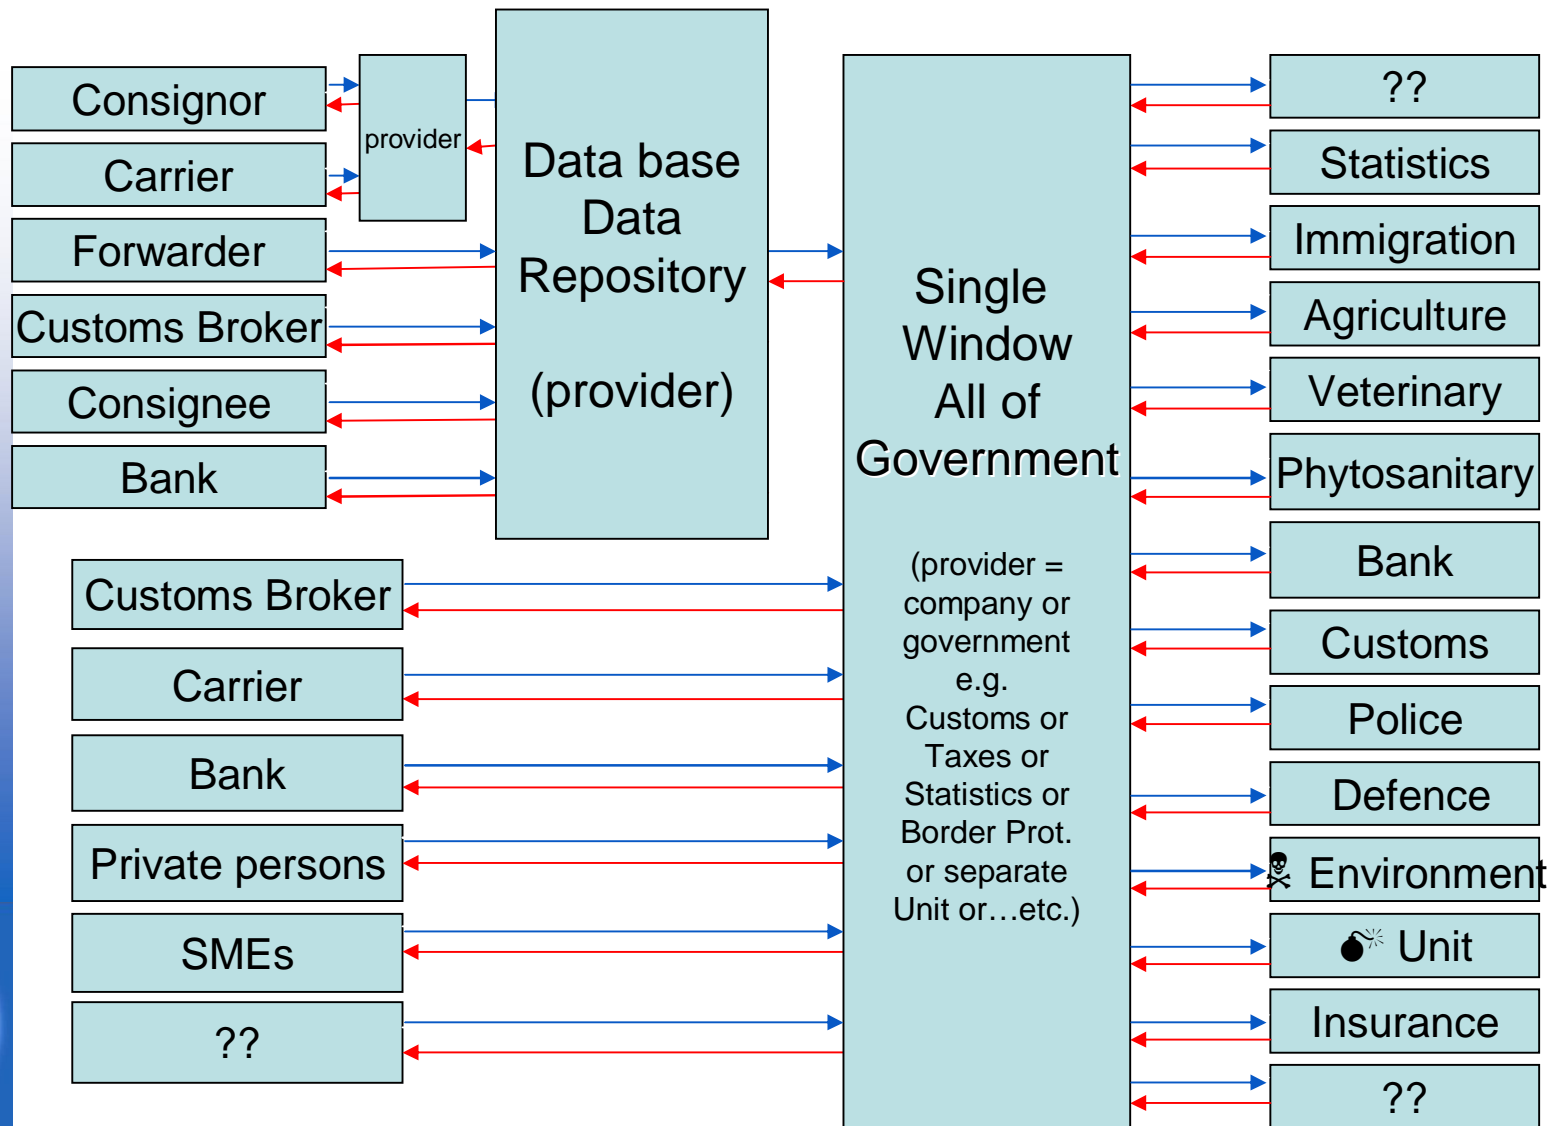 Consignor
Carrier
Forwarder
Customs Broker
Consignee
Bank
provider
Data base
Data
Repository
(provider)
Customs Broker
Carrier
Bank
Private persons
SMEs
??
Single
Window
All of
Government
(provider =
company or
government
e.g.
Customs or
Taxes or
Statistics or
Border Prot.
or separate
Unit or…etc.)
??
Statistics
Immigration
Agriculture
Veterinary
Phytosanitary
Bank
Customs
Police
Defence
☠ Environment
💣 Unit
Insurance
??